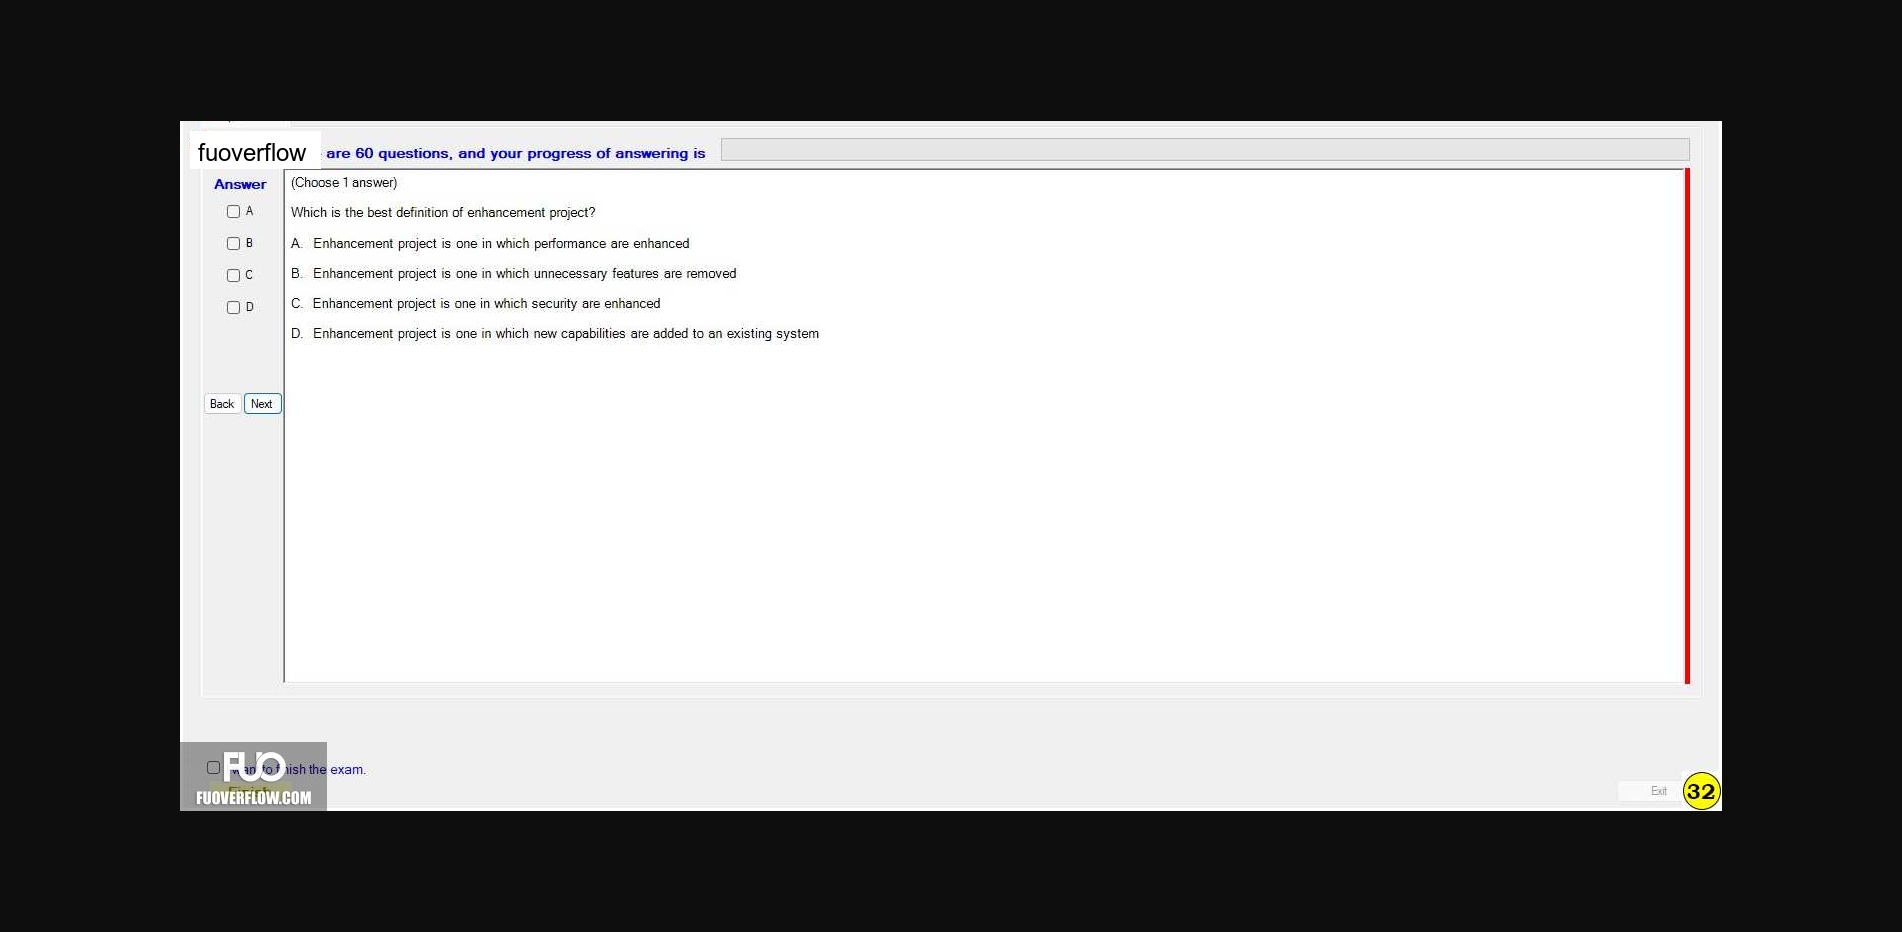 fuoverflow are 60 questions, and your progress of answering is
Answer
(Choose 1 answer)
A
Which is the best definition of enhancement project?
B
A. Enhancement project is one in which performance are enhanced
C
B. Enhancement project is one in which unnecessary features are removed
D
C. Enhancement project is one in which security are enhanced
D. Enhancement project is one in which new capabilities are added to an existing system
Back Next
FUO
want to finish the exam.
Finish
FUOVERFLOW.COM
Exit
32